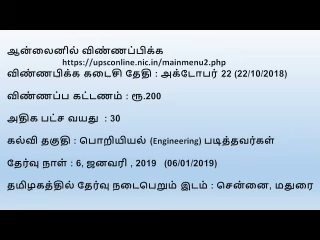 ஆன்லைனில் விண்ணப்பிக்க
https://upsconline.nic.in/mainmenu2.php
விண்ணபிக்க கடைசி தேதி : அக்டோபர் 22 (22/10/2018)
விண்ணப்ப கட்டணம் : ரூ.200
அதிக பட்ச வயது : 30
கல்வி தகுதி : பொறியியல் (Engineering) படித்தவர்கள்
தேர்வு நாள் : 6, ஜனவரி , 2019 (06/01/2019)
தமிழகத்தில் தேர்வு நடைபெறும் இடம் : சென்னை, மதுரை